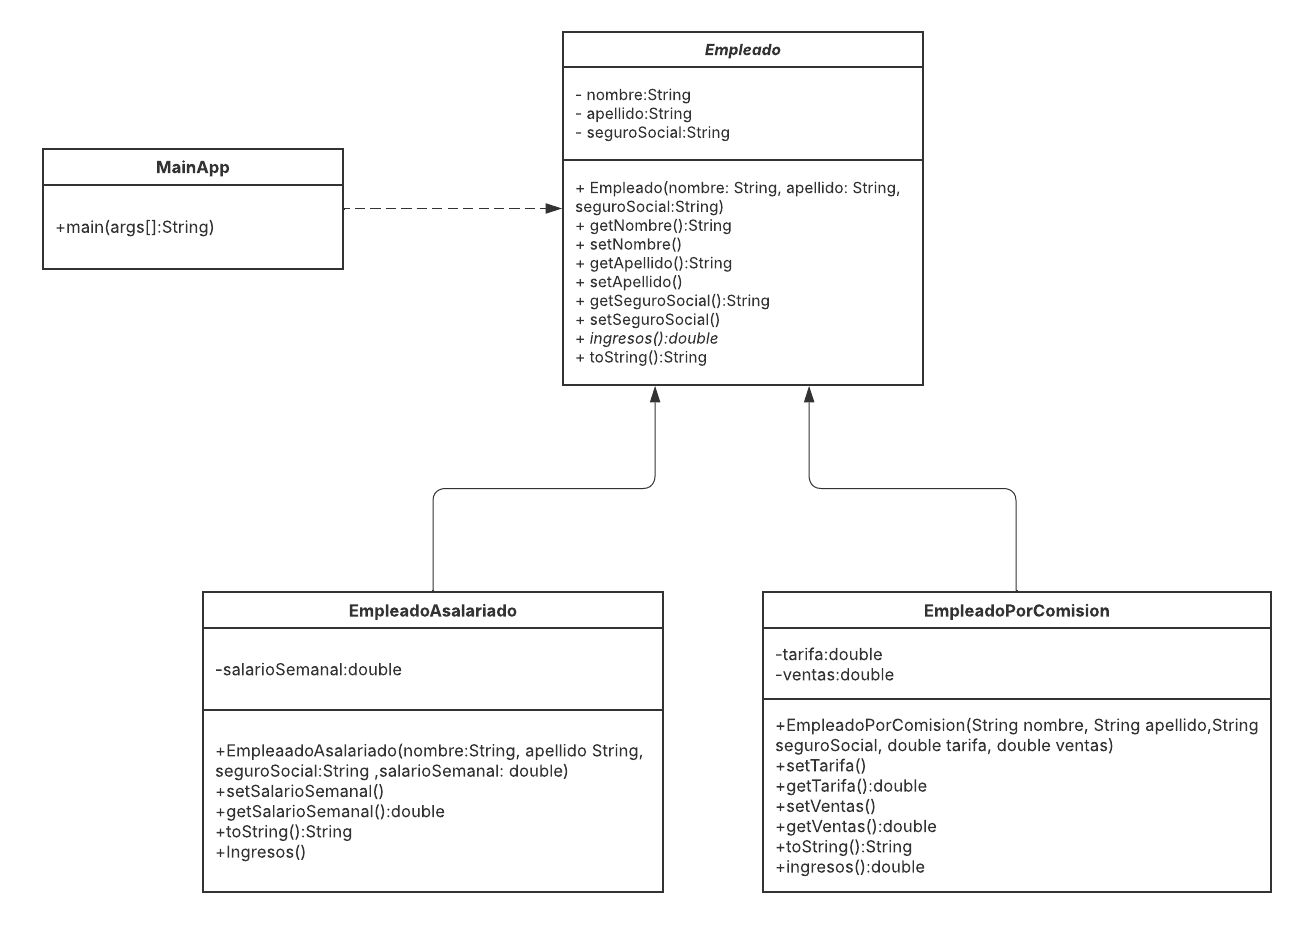 Empleado
- nombre:String
- apellido:String
- seguroSocial:String
+ Empleado(nombre: String, apellido: String,
seguroSocial:String)
+ getNombre():String
+ setNombre()
+ getApellido():String
+ setApellido()
+ getSeguroSocial():String
+ setSeguroSocial()
+ ingresos():double
+ toString():String
MainApp
+main(args[]:String)
EmpleadoAsalariado
-salarioSemanal:double
+EmpleaadoAsalariado(nombre:String, apellido String,
seguroSocial:String ,salarioSemanal: double)
+setSalarioSemanal()
+getSalarioSemanal():double
+toString():String
+Ingresos()
EmpleadoPorComision
-tarifa:double
-ventas:double
+EmpleadoPorComision(String nombre, String apellido,String
seguroSocial, double tarifa, double ventas)
+setTarifa()
+getTarifa():double
+setVentas()
+getVentas():double
+toString():String
+ingresos():double